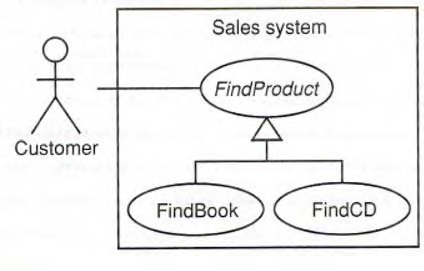 Sales system
FindProduct
Customer
FindBook
FindCD